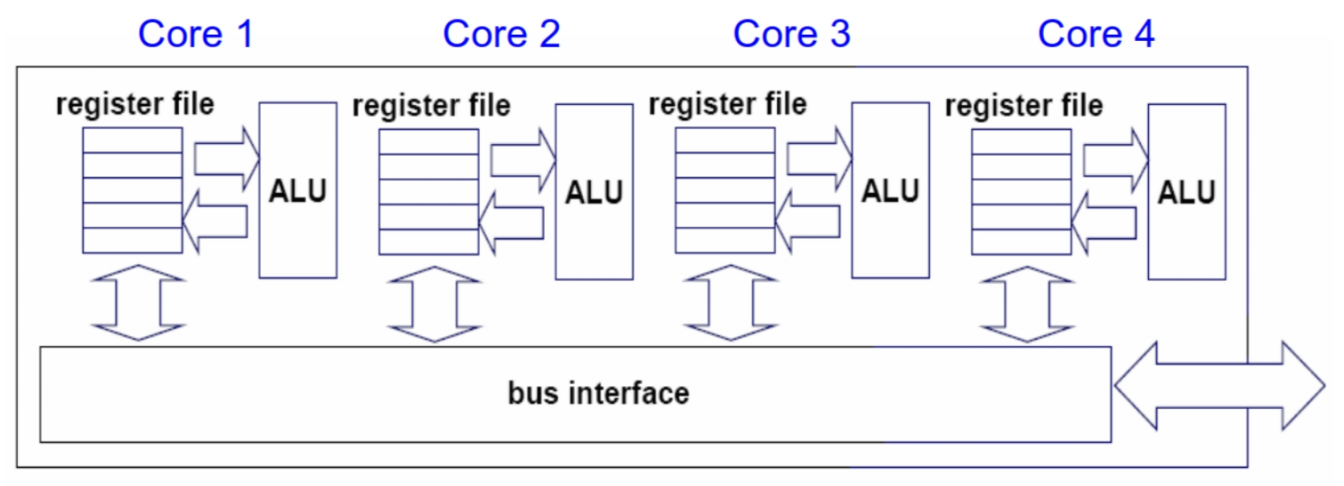 Core 1 Core 2 Core 3 Core 4
register file register file register file register file
ALU ALU ALU ALU
bus interface